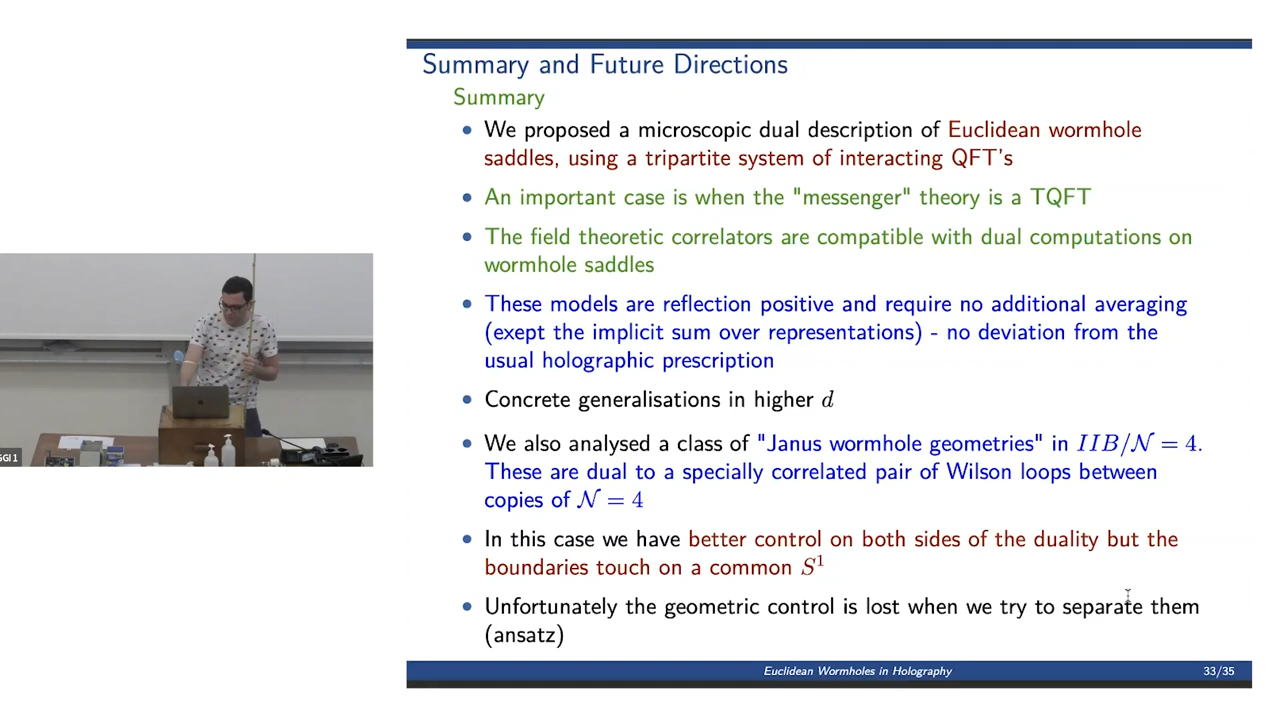 Summary and Future Directions
Summary
We proposed a microscopic dual description of Euclidean wormhole
saddles, using a tripartite system of interacting QFT's
An important case is when the "messenger" theory is a TQFT
The field theoretic correlators are compatible with dual computations on
wormhole saddles
These models are reflection positive and require no additional averaging
(exept the implicit sum over representations) - no deviation from the
usual holographic prescription
Concrete generalisations in higher d
We also analysed a class of "Janus wormhole geometries" in IIB/𝒩 = 4.
These are dual to a specially correlated pair of Wilson loops between
copies of 𝒩 = 4
In this case we have better control on both sides of the duality but the
boundaries touch on a common S¹
Unfortunately the geometric control is lost when we try to separate them
(ansatz)
Euclidean Wormholes in Holography 33/35